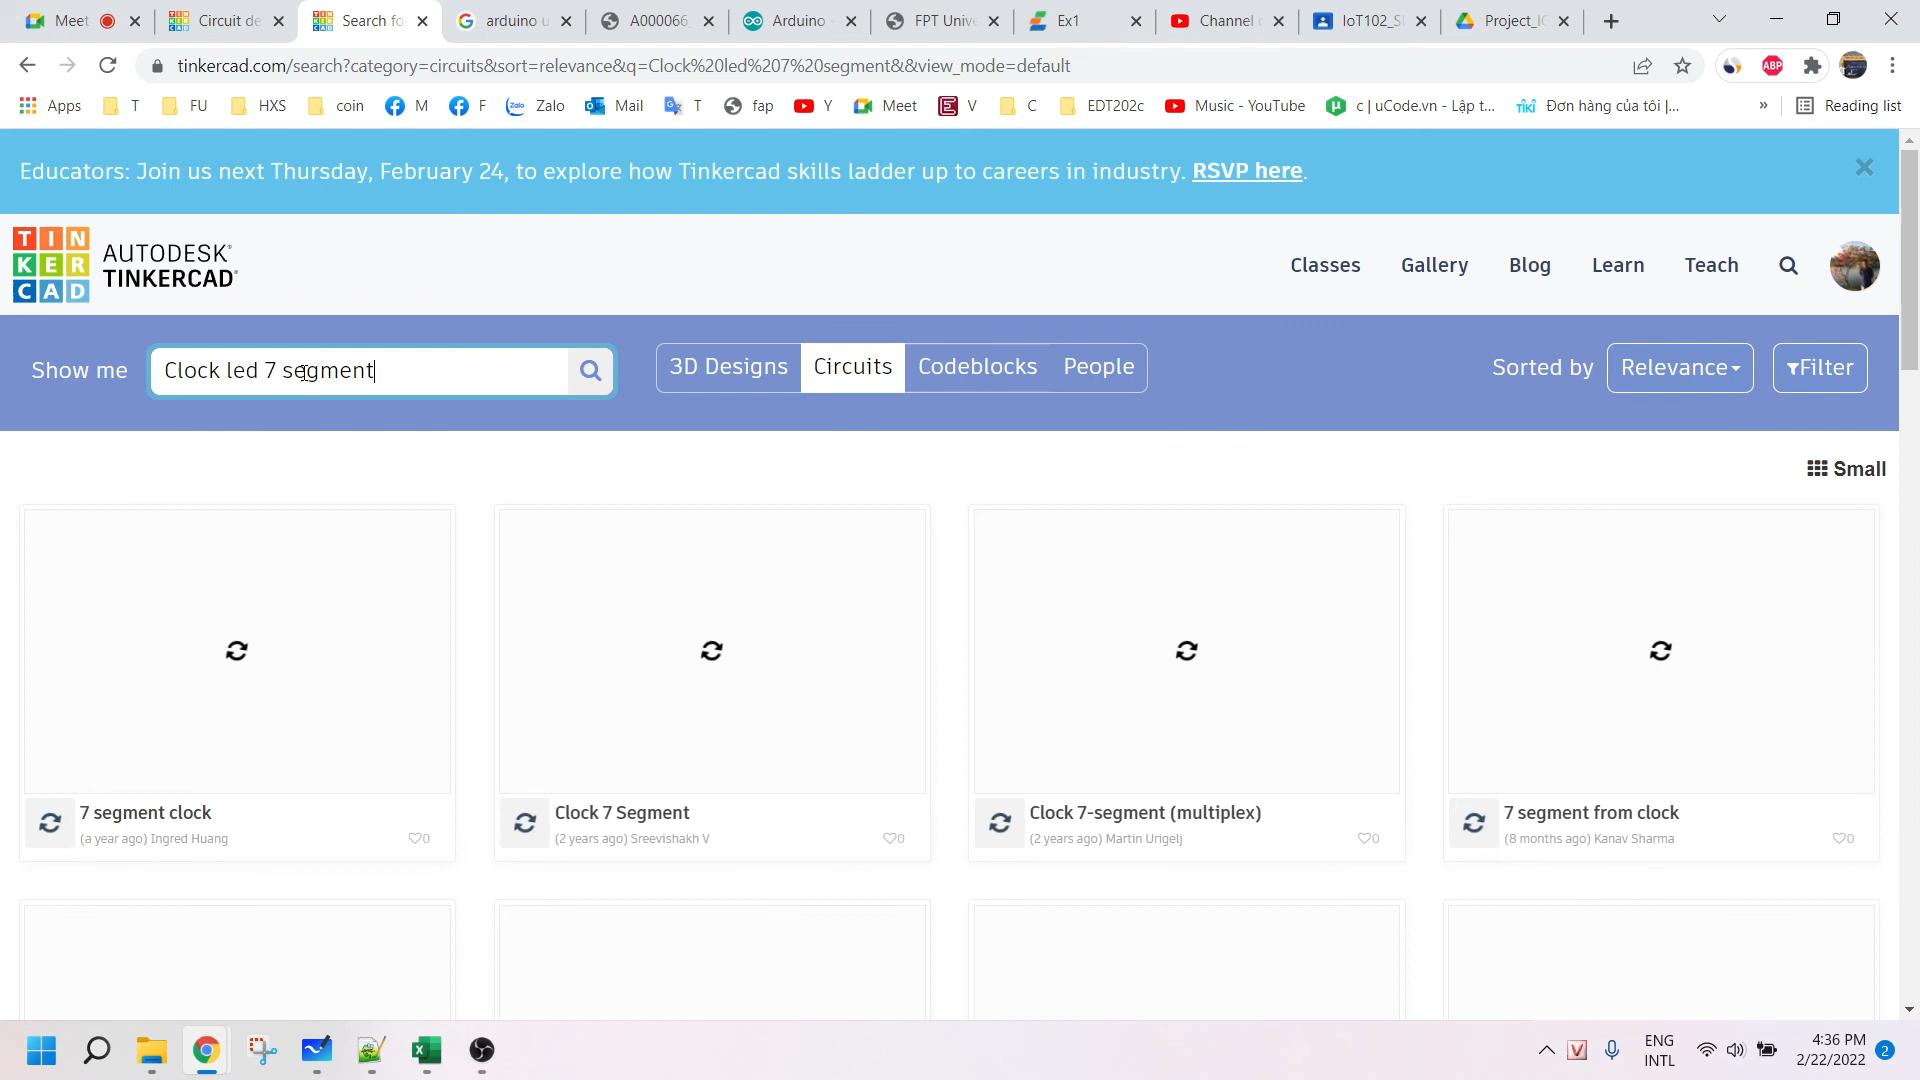 Meet
Circuit de
Search fo
arduino u
A000066_
Arduino -
FPT Unive
Ex1
Channel c
IoT102_S
Project_I
tinkercad.com/search?category=circuits&sort=relevance&q=Clock%20led%207%20segment&&view_mode=default
ABP
Apps T FU HXS coin M F Zalo Mail T fap Y Meet V C EDT202c Music - YouTube c | uCode.vn - Lập t... Đơn hàng của tôi |... » Reading list
Educators: Join us next Thursday, February 24, to explore how Tinkercad skills ladder up to careers in industry. RSVP here.
TINKERCAD
AUTODESK
TINKERCAD
Classes Gallery Blog Learn Teach
Show me
Clock led 7 segment
3D Designs Circuits Codeblocks People
Sorted by Relevance Filter
Small
7 segment clock
(a year ago) Ingred Huang 0
Clock 7 Segment
(2 years ago) Sreevishakh V 0
Clock 7-segment (multiplex)
(2 years ago) Martin Urigelj 0
7 segment from clock
(8 months ago) Kanav Sharma 0
ENG
INTL
4:36 PM
2/22/2022
2